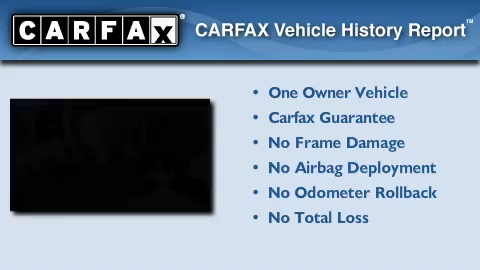 CARFAX® CARFAX Vehicle History Report™
• One Owner Vehicle
• Carfax Guarantee
• No Frame Damage
• No Airbag Deployment
• No Odometer Rollback
• No Total Loss